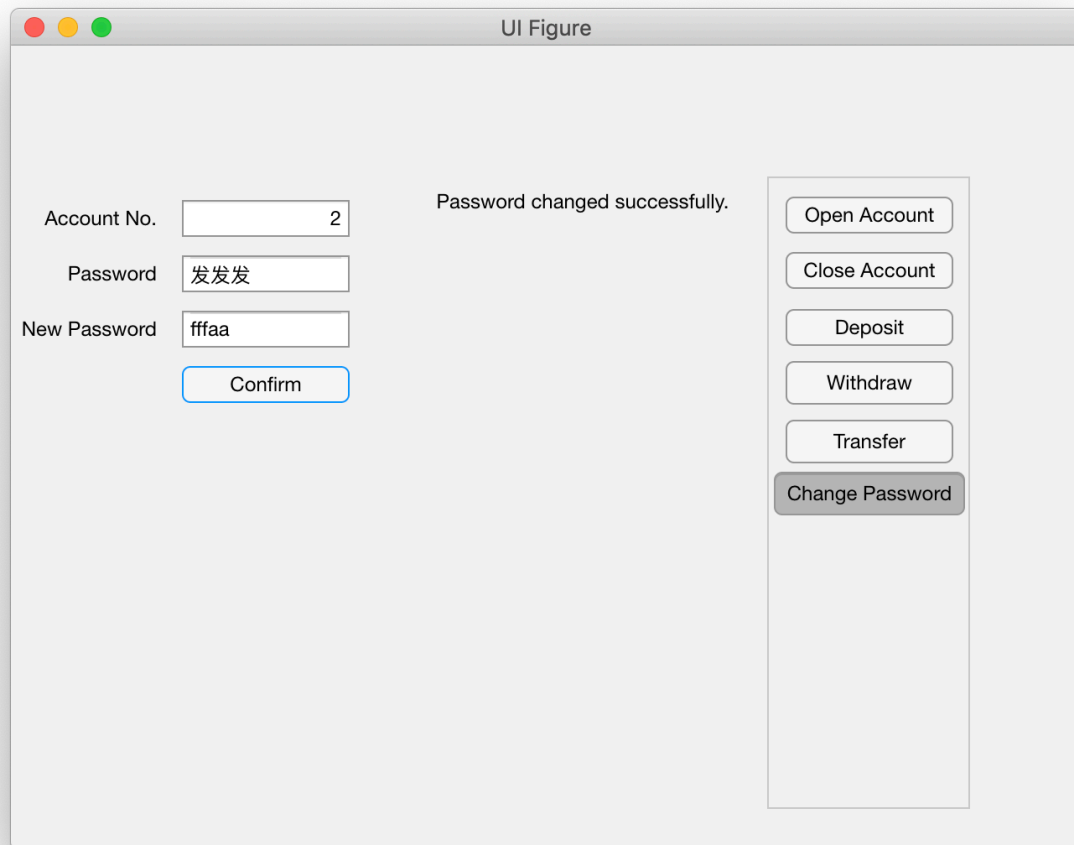 UI Figure
Account No.
2
Password
发发发
New Password
fffaa
Confirm
Password changed successfully.
Open Account
Close Account
Deposit
Withdraw
Transfer
Change Password